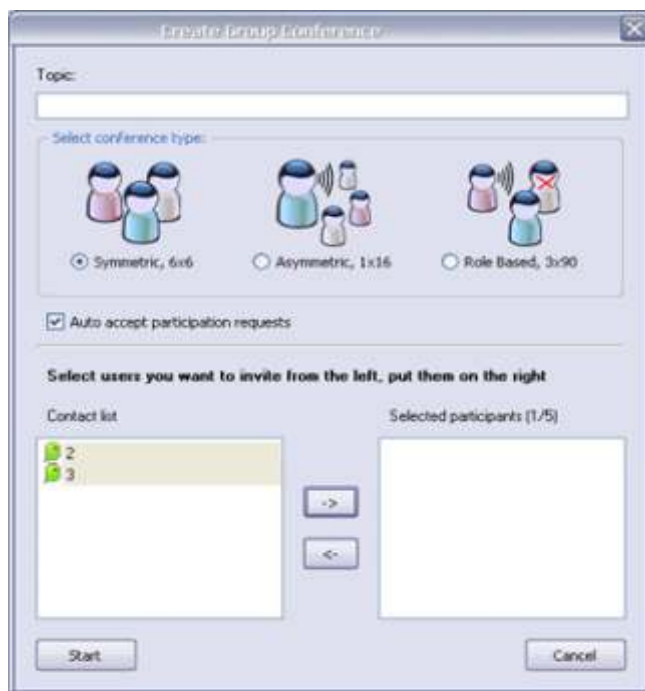 Create Group Conference
Topic:
Select conference type:
Symmetric, 6x6 Asymmetric, 1x16 Role Based, 3x90
Auto accept participation requests
Select users you want to invite from the left, put them on the right
Contact list Selected participants (1/5)
2
3
->
<-
Start Cancel